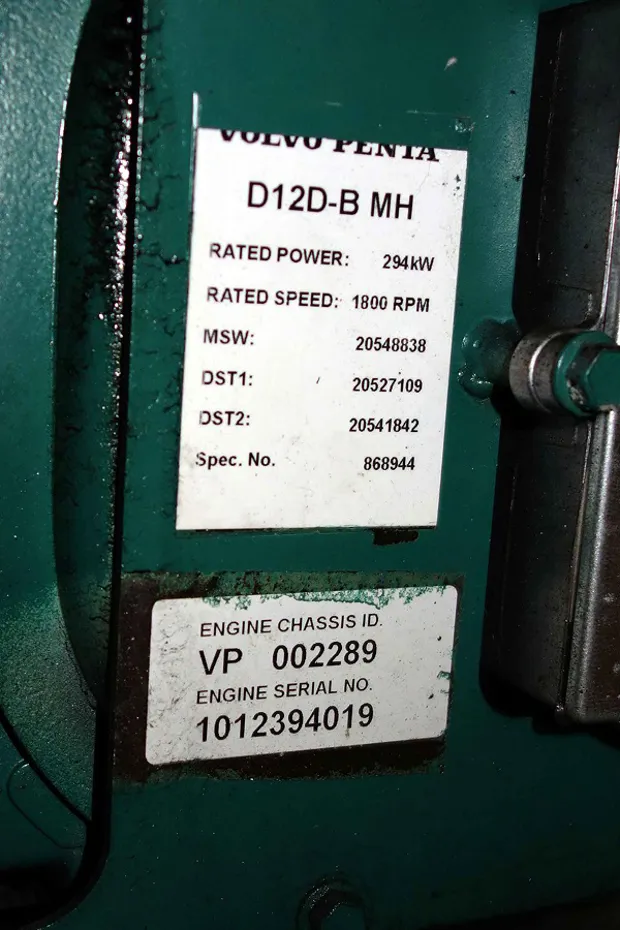 VOLVO PENTA
D12D-B MH
RATED POWER: 294kW
RATED SPEED: 1800 RPM
MSW: 20548838
DST1: 20527109
DST2: 20541842
Spec. No. 868944
ENGINE CHASSIS ID.
VP 002289
ENGINE SERIAL NO.
1012394019